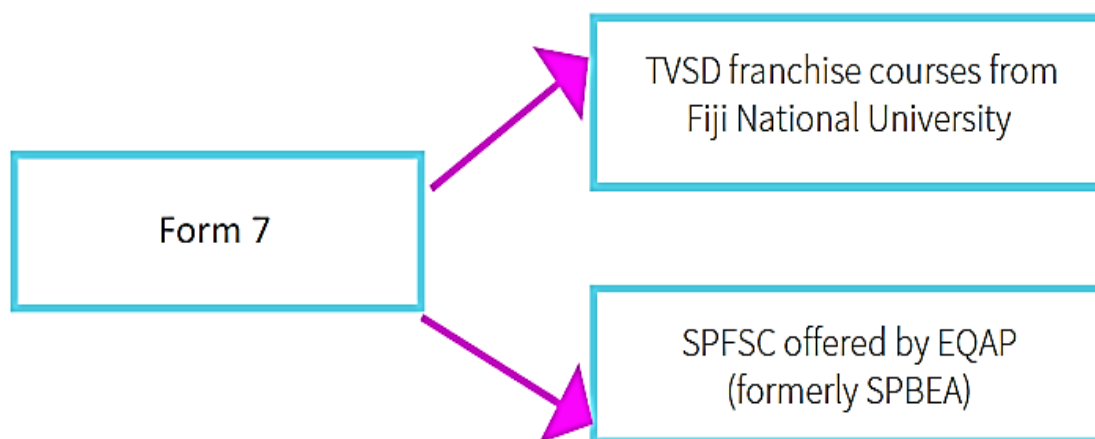 TVSD franchise courses from
Fiji National University
Form 7
SPFSC offered by EQAP
(formerly SPBEA)